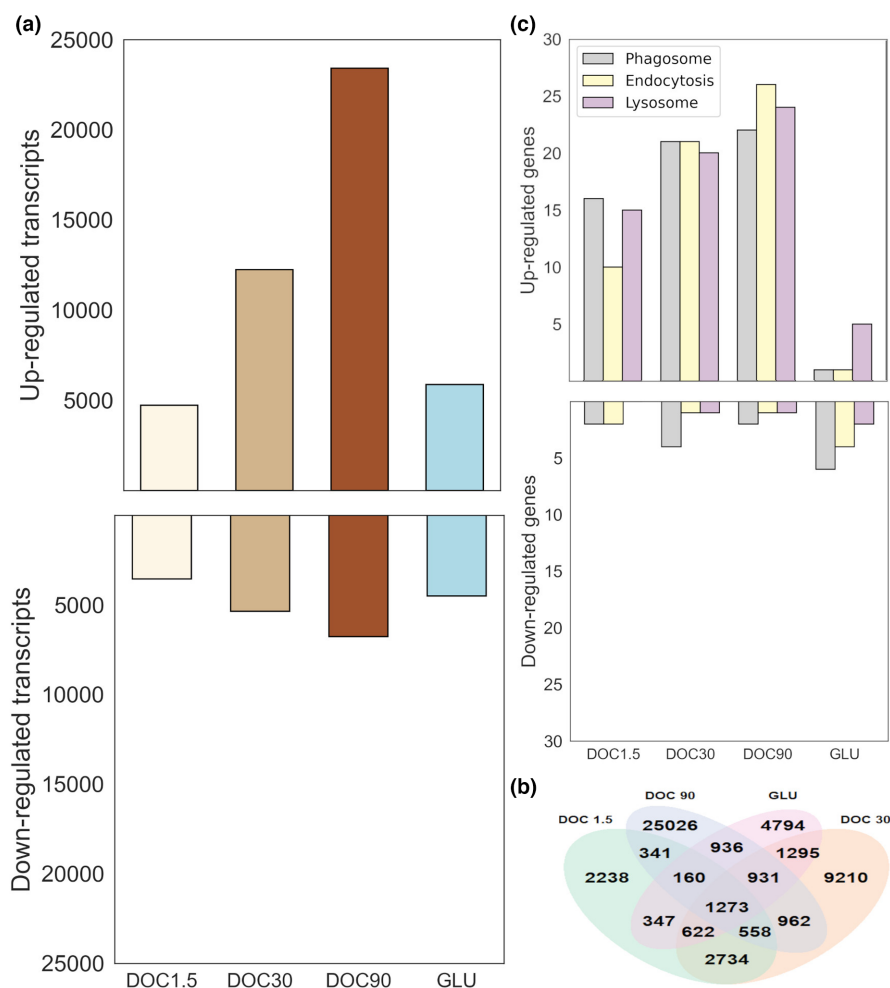 (a)
25000
20000
15000
10000
5000
Up-regulated transcripts
5000
10000
15000
20000
25000
Down-regulated transcripts
DOC1.5 DOC30 DOC90 GLU
(c)
30
25
20
15
10
5
Up-regulated genes
Phagosome
Endocytosis
Lysosome
5
10
15
20
25
30
Down-regulated genes
DOC1.5 DOC30 DOC90 GLU
(b)
DOC 90 GLU
DOC 1.5 DOC 30
25026 4794
341 936 1295
2238 160 931 9210
1273
347 962
622 558
2734